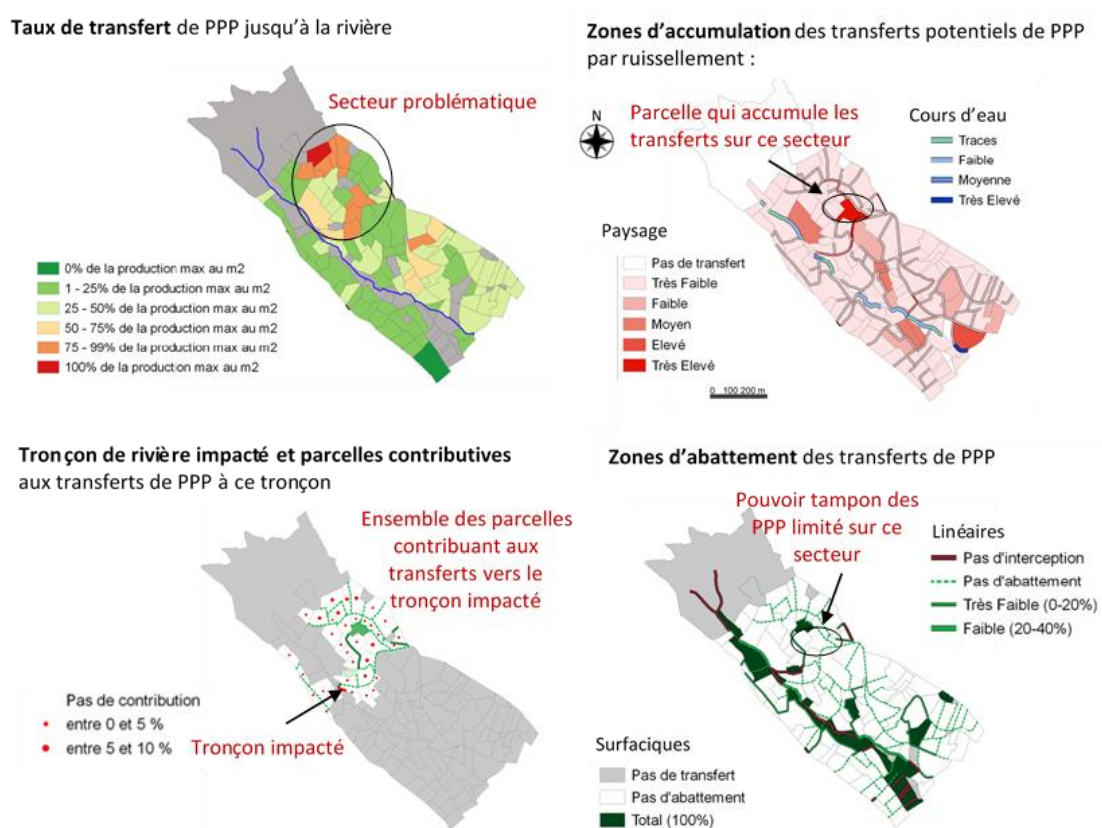 Taux de transfert de PPP jusqu'à la rivière
Secteur problématique
0% de la production max au m2
1 - 25% de la production max au m2
25 - 50% de la production max au m2
50 - 75% de la production max au m2
75 - 99% de la production max au m2
100% de la production max au m2
Zones d'accumulation des transferts potentiels de PPP
par ruissellement :
N
Parcelle qui accumule les
transferts sur ce secteur
Cours d'eau
Traces
Faible
Moyenne
Très Elevé
Paysage
Pas de transfert
Très Faible
Faible
Moyen
Elevé
Très Elevé
0 100 200 m
Tronçon de rivière impacté et parcelles contributives
aux transferts de PPP à ce tronçon
Ensemble des parcelles
contribuant aux
transferts vers le
tronçon impacté
Pas de contribution
entre 0 et 5 %
entre 5 et 10 %
Tronçon impacté
Zones d'abattement des transferts de PPP
Pouvoir tampon des
PPP limité sur ce
secteur
Linéaires
Pas d'interception
Pas d'abattement
Très Faible (0-20%)
Faible (20-40%)
Surfaciques
Pas de transfert
Pas d'abattement
Total (100%)